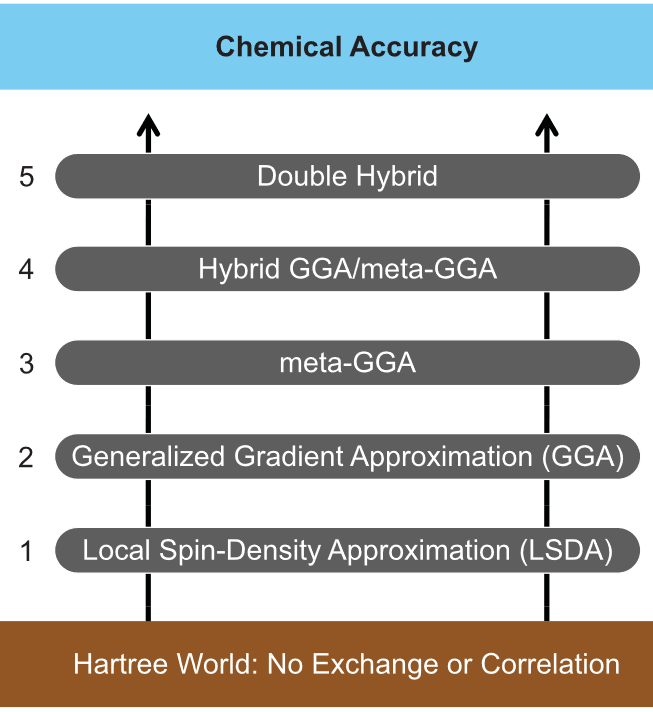 Chemical Accuracy
5 Double Hybrid
4 Hybrid GGA/meta-GGA
3 meta-GGA
2 Generalized Gradient Approximation (GGA)
1 Local Spin-Density Approximation (LSDA)
Hartree World: No Exchange or Correlation